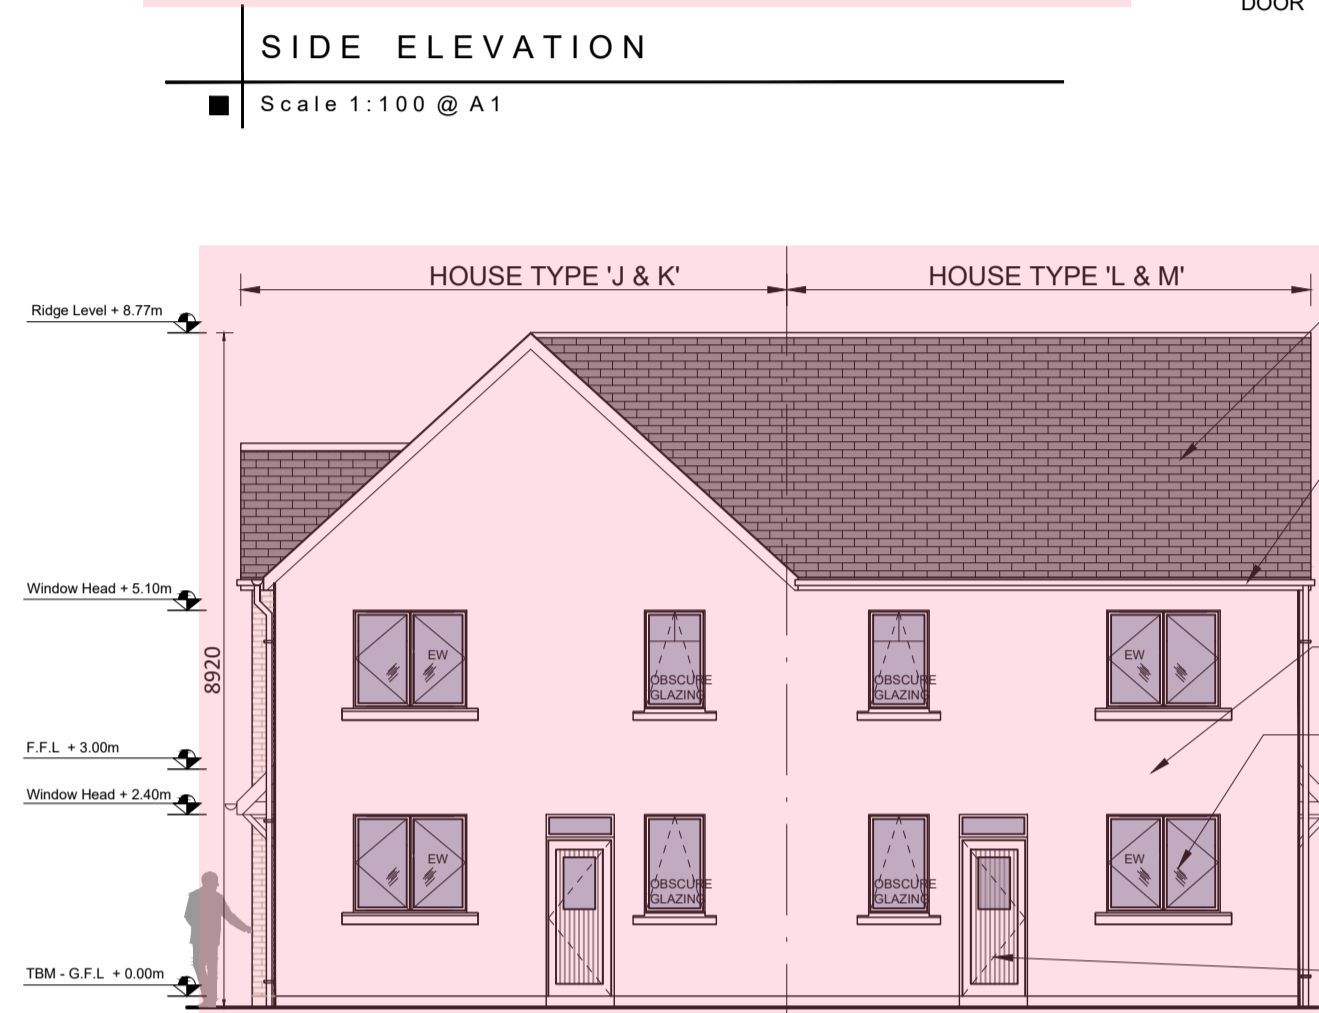 DOOR
SIDE ELEVATION
Scale 1:100 @ A1
HOUSE TYPE 'J & K'
HOUSE TYPE 'L & M'
Ridge Level + 8.77m
Window Head + 5.10m
8920
EW
OBSCURE
GLAZING
OBSCURE
GLAZING
EW
F.F.L + 3.00m
Window Head + 2.40m
EW
OBSCURE
GLAZING
OBSCURE
GLAZING
EW
TBM - G.F.L + 0.00m